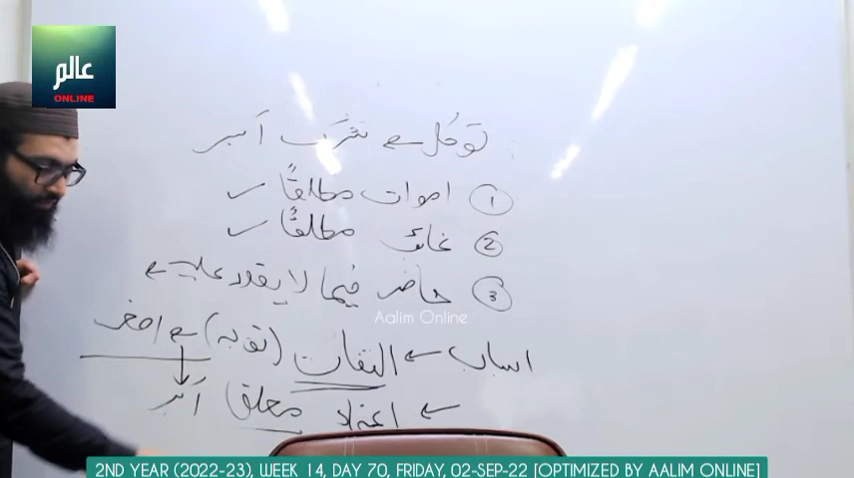 عالم
ONLINE
توکل سے شرک اکبر
① اموات مطلقاً ✓
② غائب مطلقاً ✓
③ حاضر فیما لا یقدر علیہ سے
اسباب ← التفات (توبہ) سے اصغر
← اعتماد مطلق اکبر
Aalim Online
2ND YEAR (2022-23), WEEK 14, DAY 70, FRIDAY, 02-SEP-22 [OPTIMIZED BY AALIM ONLINE]